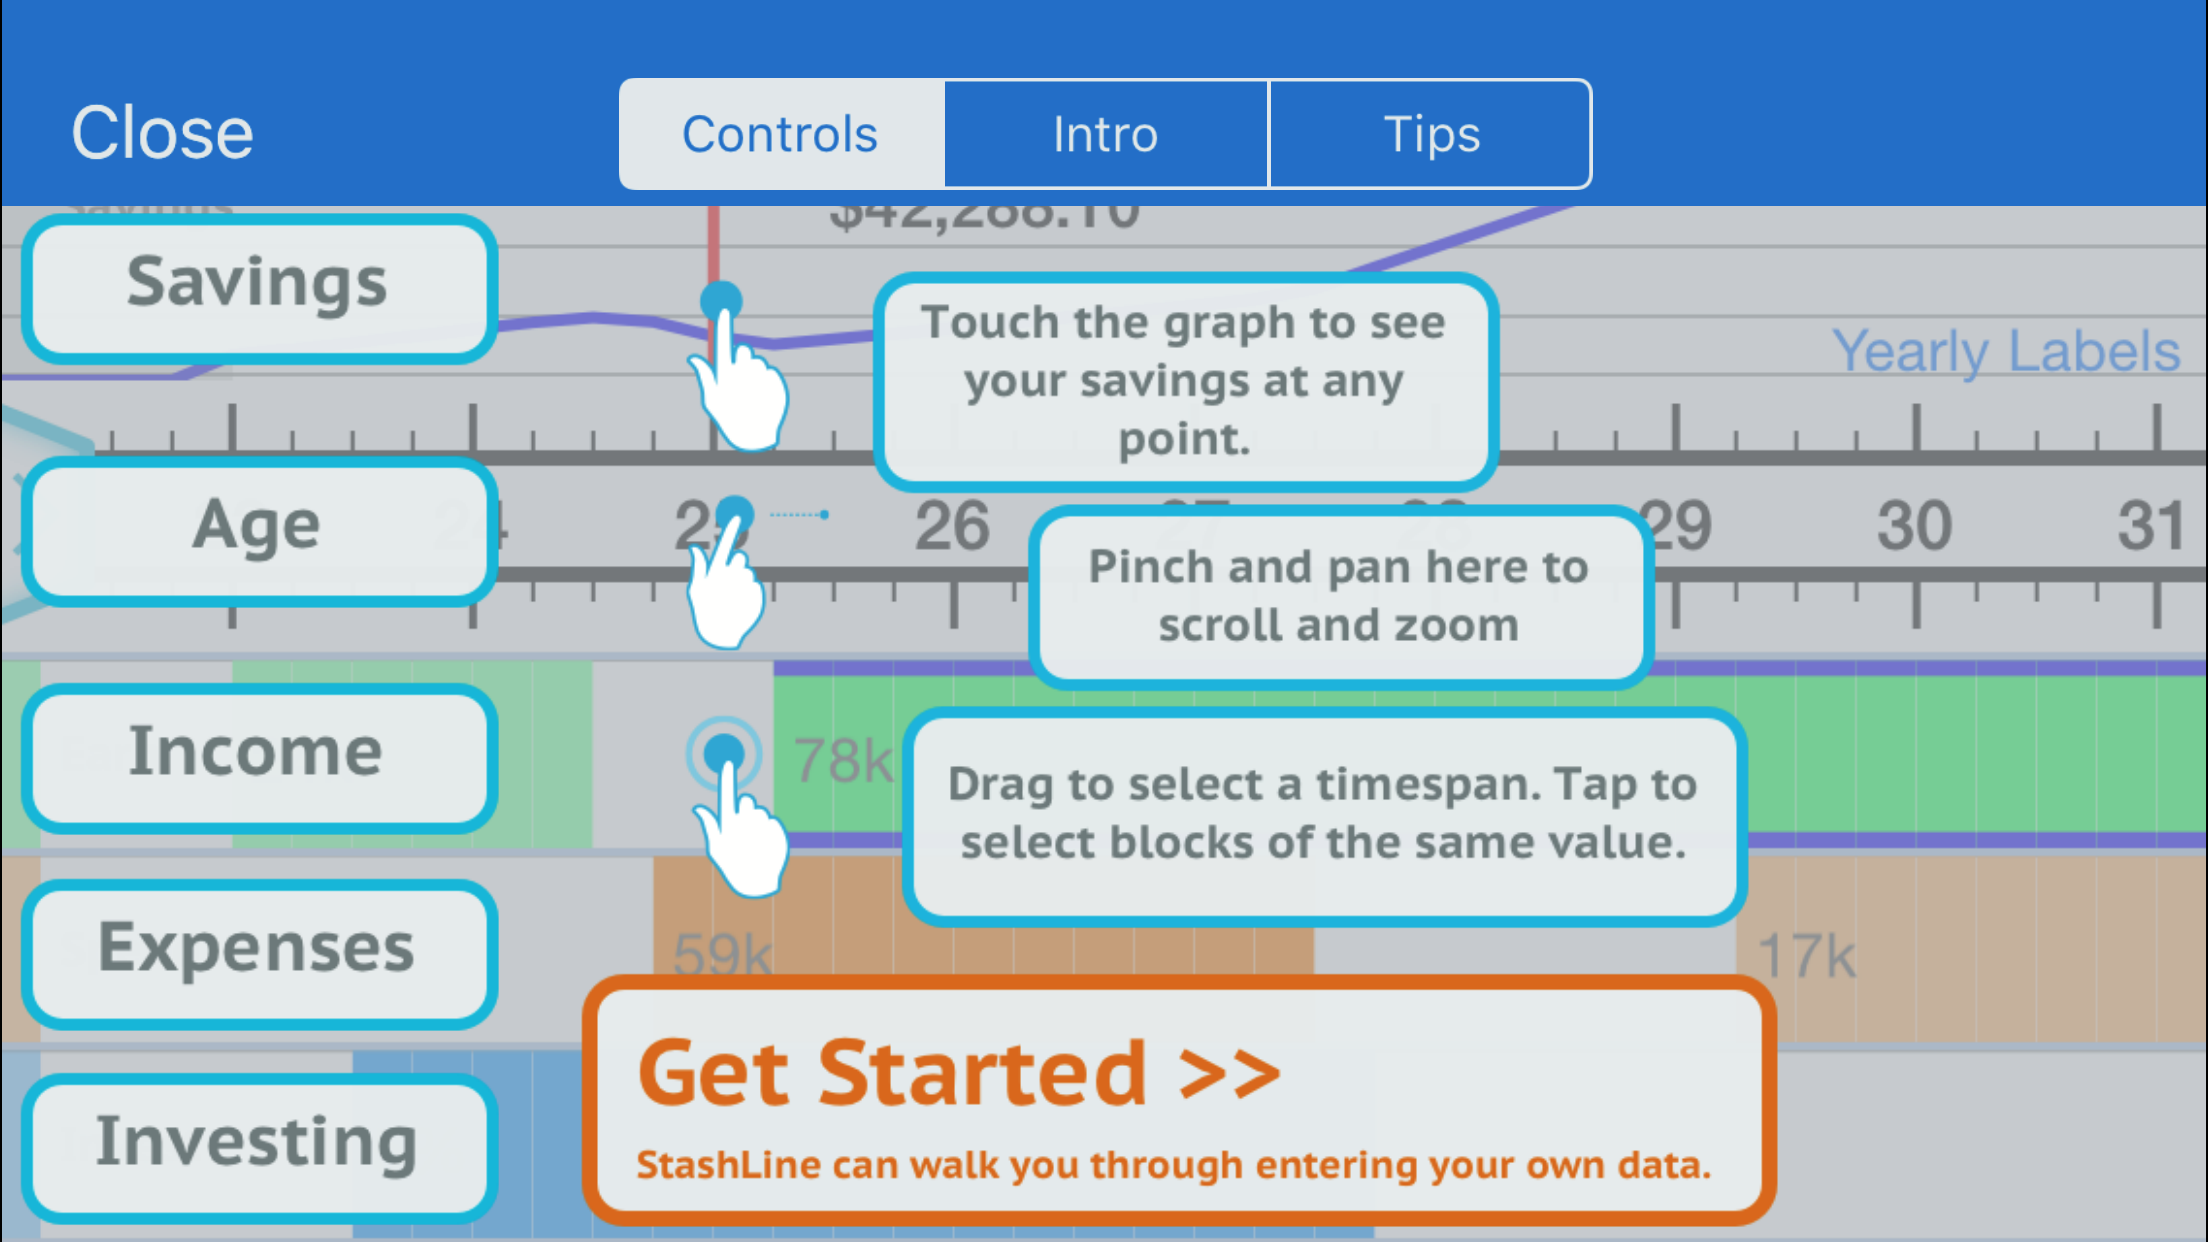 Close
Controls
Intro
Tips
Savings
$42,288.10
Savings
Touch the graph to see
your savings at any
point.
Yearly Labels
Age
24
25
26
27
28
29
30
31
Pinch and pan here to
scroll and zoom
Income
78k
Drag to select a timespan. Tap to
select blocks of the same value.
Expenses
59k
17k
Get Started >>
StashLine can walk you through entering your own data.
Investing